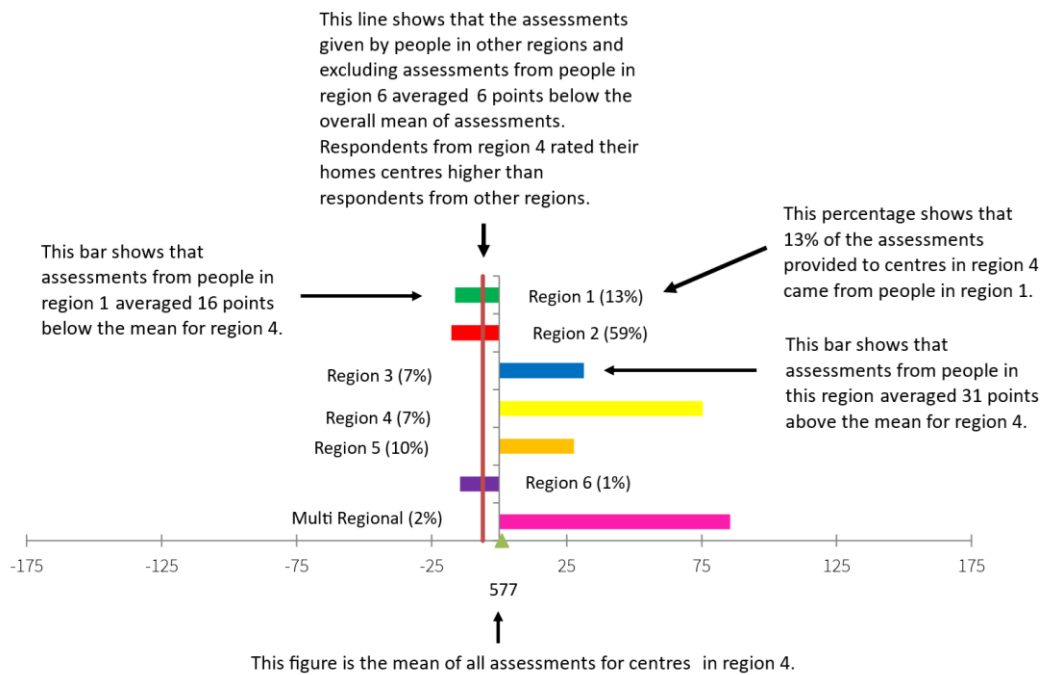 This line shows that the assessments
given by people in other regions and
excluding assessments from people in
region 6 averaged 6 points below the
overall mean of assessments.
Respondents from region 4 rated their
homes centres higher than
respondents from other regions.
This percentage shows that
13% of the assessments
provided to centres in region 4
came from people in region 1.
This bar shows that
assessments from people in
region 1 averaged 16 points
below the mean for region 4.
Region 1 (13%)
Region 2 (59%)
This bar shows that
assessments from people in
this region averaged 31 points
above the mean for region 4.
Region 3 (7%)
Region 4 (7%)
Region 5 (10%)
Region 6 (1%)
Multi Regional (2%)
-175 -125 -75 -25 25 75 125 175
577
This figure is the mean of all assessments for centres in region 4.